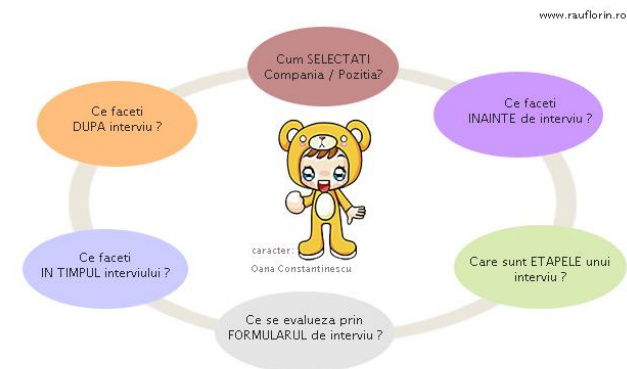 www.rauflorin.ro
Cum SELECTATI
Compania / Pozitia?
Ce faceti
INAINTE de interviu ?
Care sunt ETAPELE unui
interviu ?
Ce se evalueza prin
FORMULARUL de interviu ?
Ce faceti
IN TIMPUL interviului ?
Ce faceti
DUPA interviu ?
caracter:
Oana Constantinescu